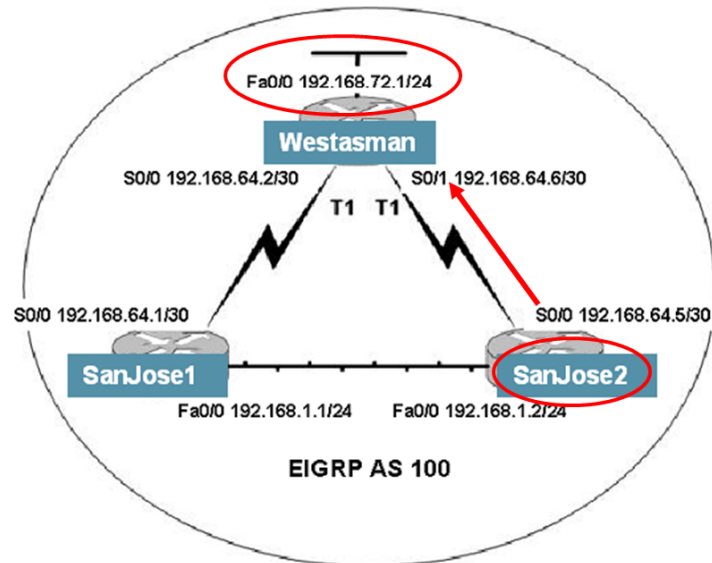 Fa0/0 192.168.72.1/24
Westasman
S0/0 192.168.64.2/30
S0/1 192.168.64.6/30
T1 T1
S0/0 192.168.64.1/30
S0/0 192.168.64.5/30
SanJose1
SanJose2
Fa0/0 192.168.1.1/24
Fa0/0 192.168.1.2/24
EIGRP AS 100